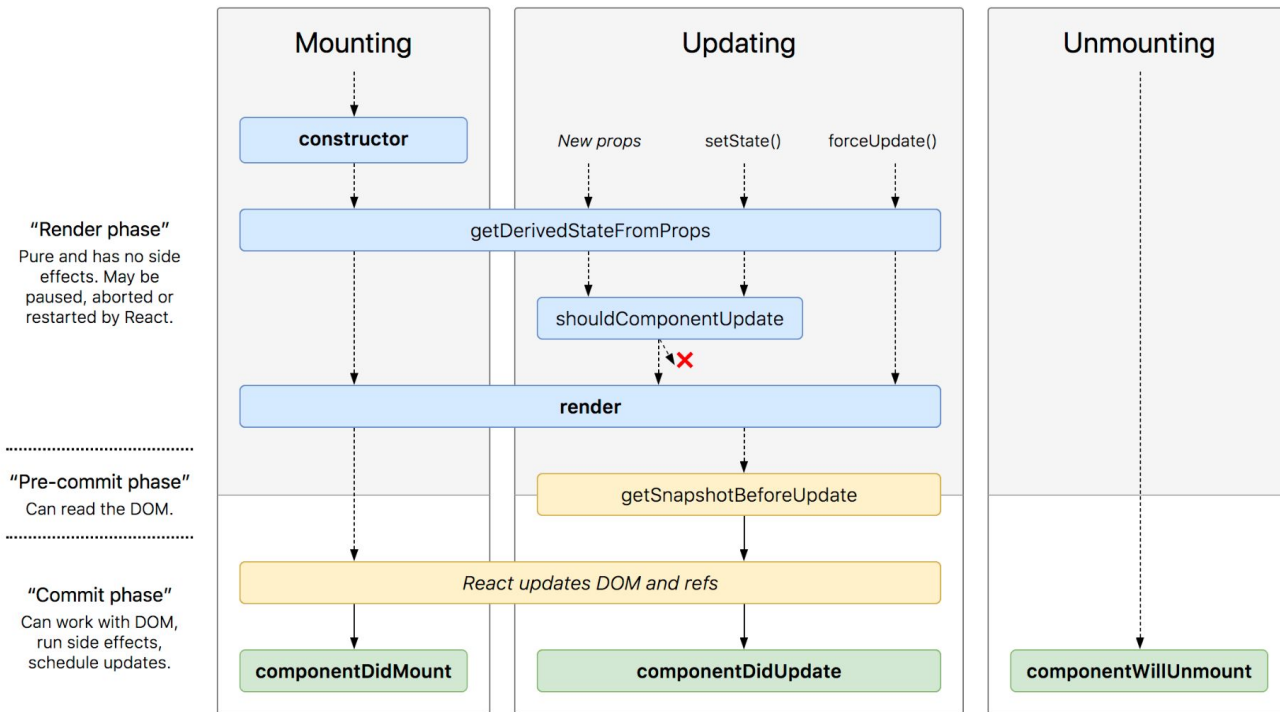 Mounting
Updating
Unmounting
constructor
New props
setState()
forceUpdate()
“Render phase”
Pure and has no side
effects. May be
paused, aborted or
restarted by React.
getDerivedStateFromProps
shouldComponentUpdate
render
“Pre-commit phase”
Can read the DOM.
getSnapshotBeforeUpdate
“Commit phase”
Can work with DOM,
run side effects,
schedule updates.
React updates DOM and refs
componentDidMount
componentDidUpdate
componentWillUnmount